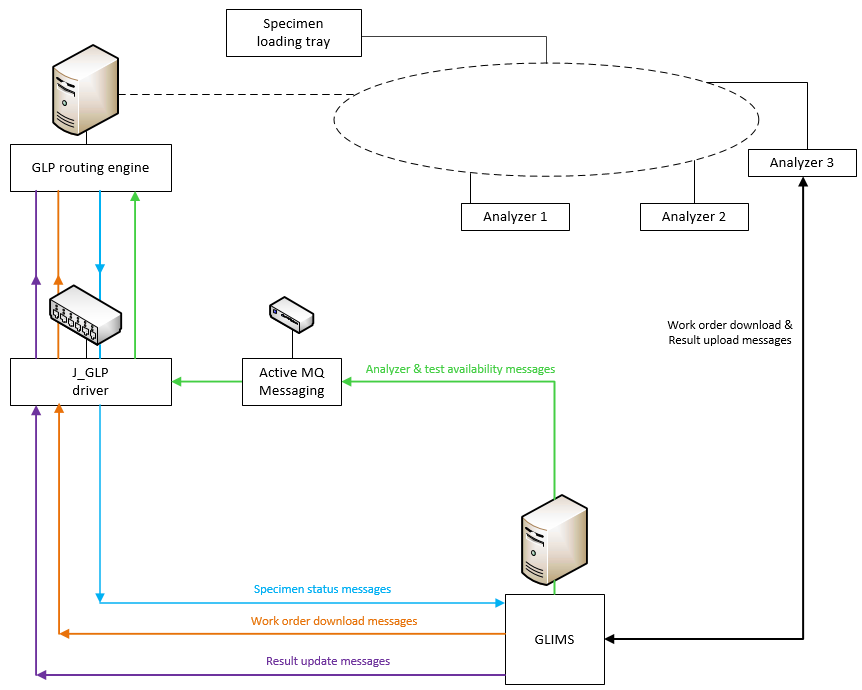 Specimen
loading tray
GLP routing engine
Analyzer 3
Analyzer 1
Analyzer 2
Work order download &
Result upload messages
J_GLP
driver
Active MQ
Messaging
Analyzer & test availability messages
Specimen status messages
Work order download messages
GLIMS
Result update messages